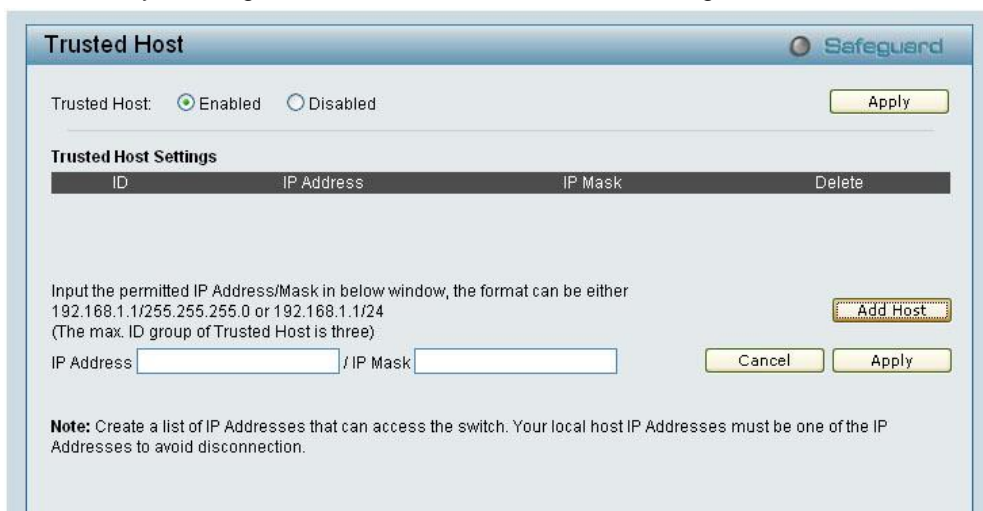 Trusted Host Safeguard
Trusted Host: Enabled Disabled Apply
Trusted Host Settings
ID IP Address IP Mask Delete
Input the permitted IP Address/Mask in below window, the format can be either
192.168.1.1/255.255.255.0 or 192.168.1.1/24 Add Host
(The max. ID group of Trusted Host is three)
IP Address / IP Mask Cancel Apply
Note: Create a list of IP Addresses that can access the switch. Your local host IP Addresses must be one of the IP
Addresses to avoid disconnection.